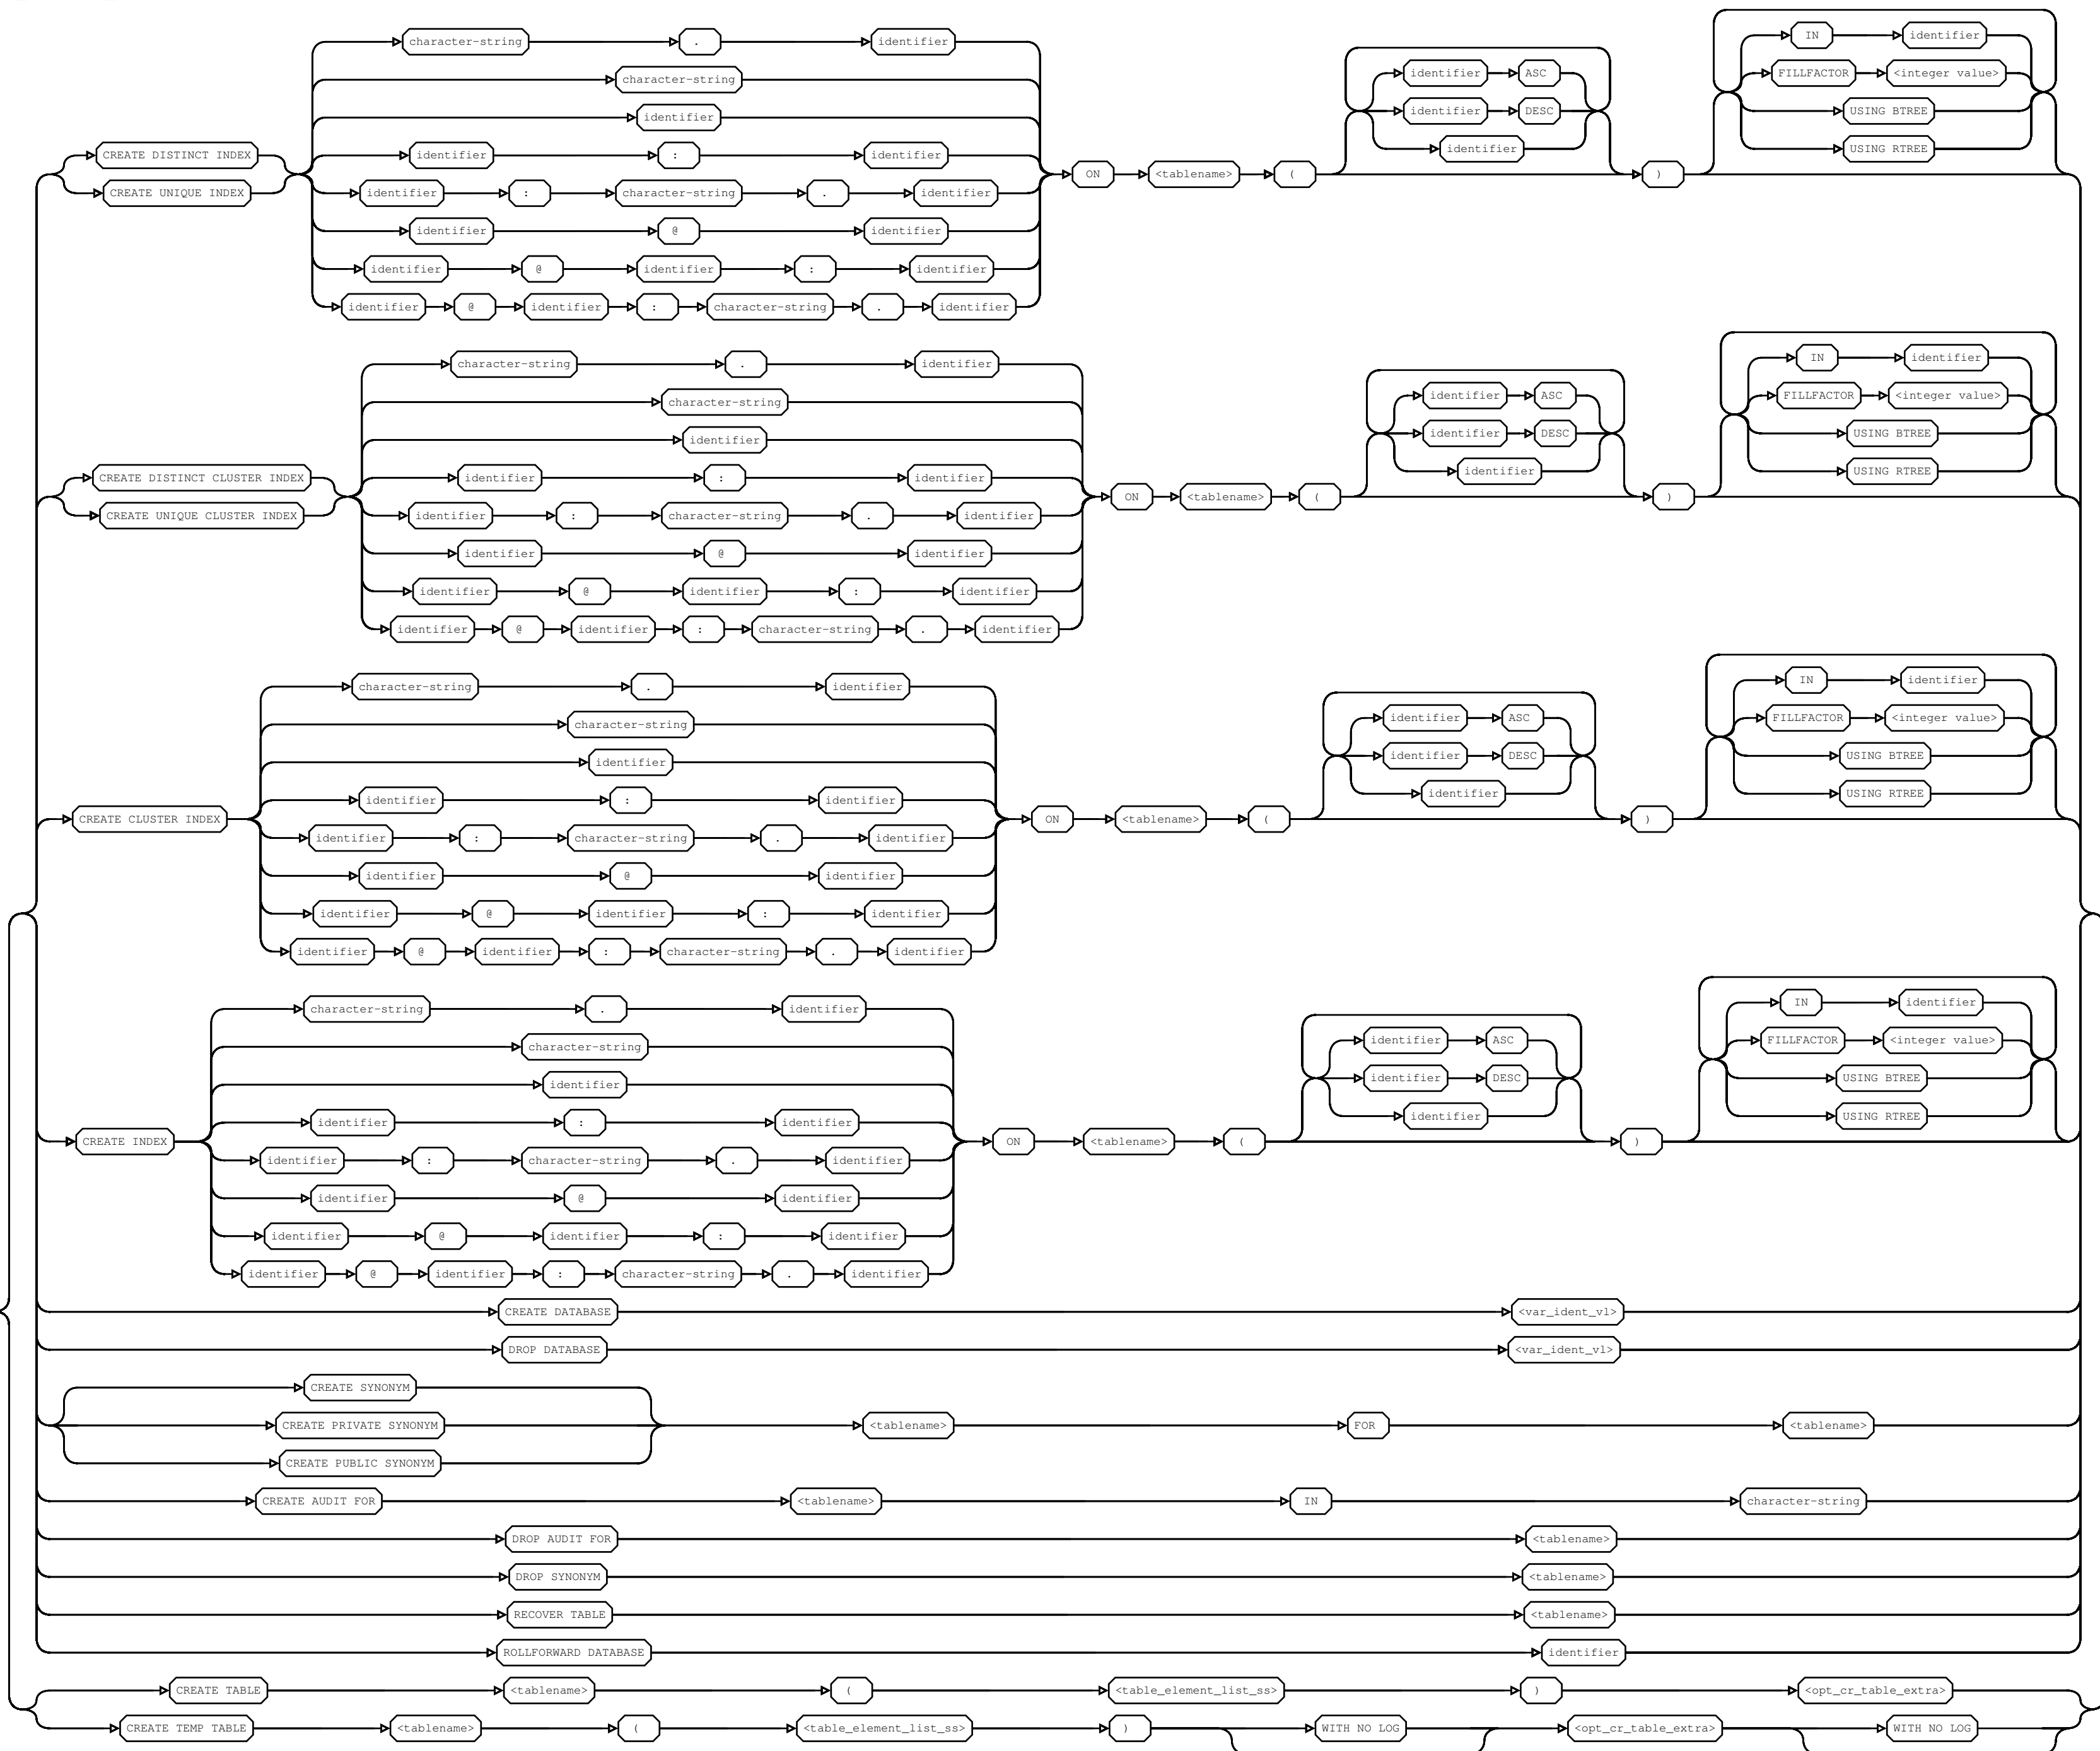 character-string . identifier IN identifier
identifier ASC FILLFACTOR <integer value>
character-string
identifier DESC USING BTREE
identifier
identifier USING RTREE
CREATE DISTINCT INDEX identifier : identifier
ON <tablename> ( )
CREATE UNIQUE INDEX identifier : character-string . identifier
identifier @ identifier
identifier @ identifier : identifier
identifier @ identifier : character-string . identifier
character-string . identifier IN identifier
identifier ASC FILLFACTOR <integer value>
character-string
identifier DESC USING BTREE
identifier
identifier USING RTREE
CREATE DISTINCT CLUSTER INDEX identifier : identifier
ON <tablename> ( )
CREATE UNIQUE CLUSTER INDEX identifier : character-string . identifier
identifier @ identifier
identifier @ identifier : identifier
identifier @ identifier : character-string . identifier
character-string . identifier IN identifier
identifier ASC FILLFACTOR <integer value>
character-string
identifier DESC USING BTREE
identifier
identifier USING RTREE
identifier : identifier
CREATE CLUSTER INDEX ON <tablename> ( )
identifier : character-string . identifier
identifier @ identifier
identifier @ identifier : identifier
identifier @ identifier : character-string . identifier
character-string . identifier IN identifier
identifier ASC FILLFACTOR <integer value>
character-string
identifier DESC USING BTREE
identifier
identifier USING RTREE
identifier : identifier
CREATE INDEX ON <tablename> ( )
identifier : character-string . identifier
identifier @ identifier
identifier @ identifier : identifier
identifier @ identifier : character-string . identifier
CREATE DATABASE <var_ident_vl>
DROP DATABASE <var_ident_vl>
CREATE SYNONYM
CREATE PRIVATE SYNONYM <tablename> FOR <tablename>
CREATE PUBLIC SYNONYM
CREATE AUDIT FOR <tablename> IN character-string
DROP AUDIT FOR <tablename>
DROP SYNONYM <tablename>
RECOVER TABLE <tablename>
ROLLFORWARD DATABASE identifier
CREATE TABLE <tablename> ( <table_element_list_ss> ) <opt_cr_table_extra>
CREATE TEMP TABLE <tablename> ( <table_element_list_ss> ) WITH NO LOG <opt_cr_table_extra> WITH NO LOG